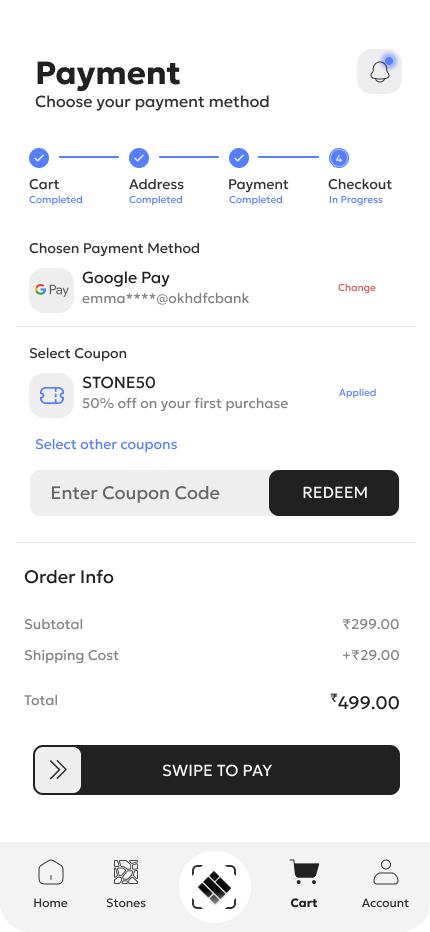 Payment
Choose your payment method
4
Cart
Address
Payment
Checkout
Completed
Completed
Completed
In Progress
Chosen Payment Method
G Pay
Google Pay
emma****@okhdfcbank
Change
Select Coupon
STONE50
50% off on your first purchase
Applied
Select other coupons
Enter Coupon Code
REDEEM
Order Info
Subtotal
₹299.00
Shipping Cost
+₹29.00
Total
₹499.00
SWIPE TO PAY
Home
Stones
Cart
Account